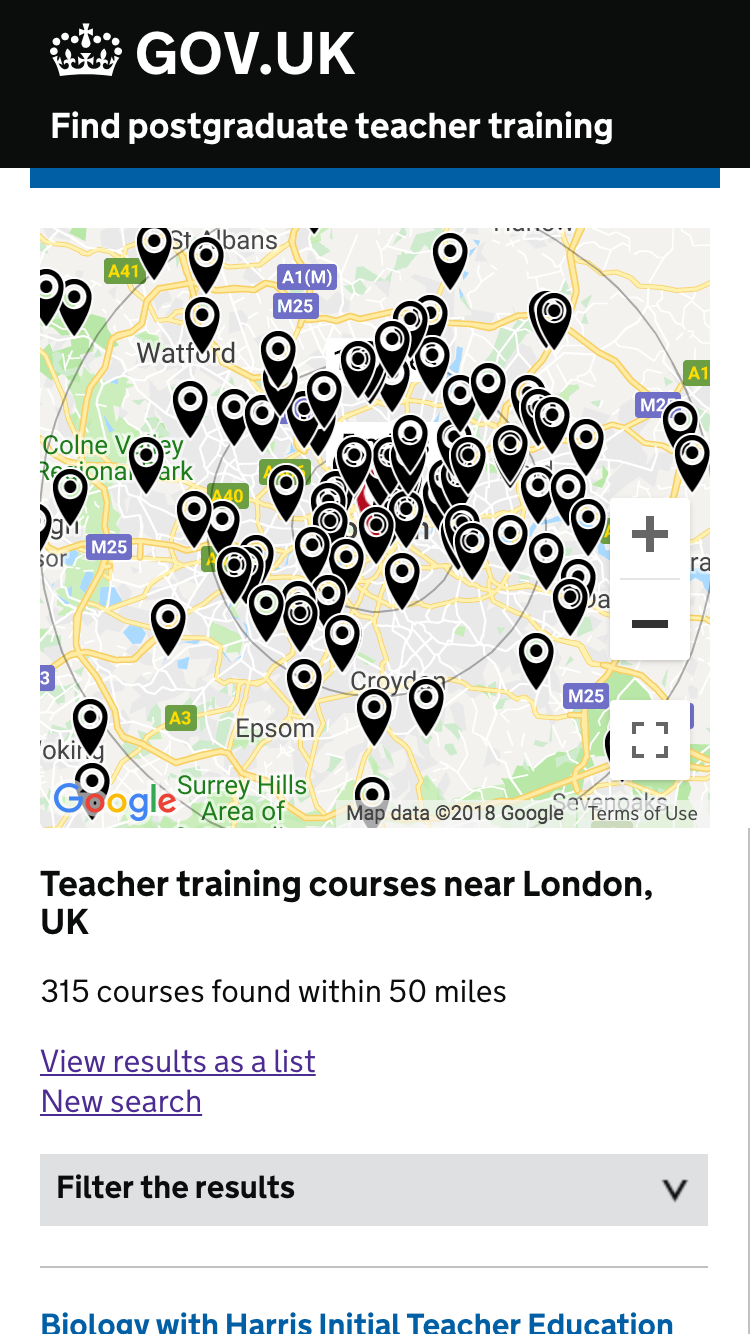 GOV.UK
Find postgraduate teacher training
St Albans
A41
A1(M)
M25
Watford
A1
M25
Colne Valley
Regional Park
A40
M25
Croydon
M25
A3
Epsom
Surrey Hills
Area of
Google
Sevenoaks
Map data ©2018 Google
Terms of Use
Teacher training courses near London,
UK
315 courses found within 50 miles
View results as a list
New search
Filter the results
Biology with Harris Initial Teacher Education